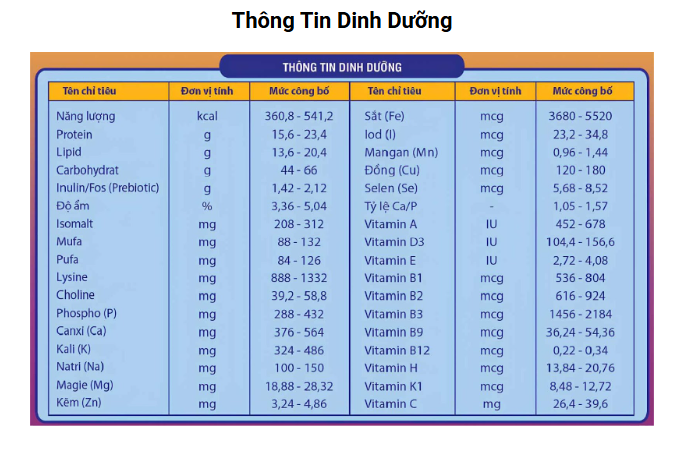 Thông Tin Dinh Dưỡng
THÔNG TIN DINH DƯỠNG
Tên chỉ tiêu Đơn vị tính Mức công bố Tên chỉ tiêu Đơn vị tính Mức công bố
Năng lượng kcal 360,8 - 541,2 Sắt (Fe) mcg 3680 - 5520
Protein g 15,6 - 23,4 Iod (I) mcg 23,2 - 34,8
Lipid g 13,6 - 20,4 Mangan (Mn) mcg 0,96 - 1,44
Carbohydrat g 44 - 66 Đồng (Cu) mcg 120 - 180
Inulin/Fos (Prebiotic) g 1,42 - 2,12 Selen (Se) mcg 5,68 - 8,52
Độ ẩm % 3,36 - 5,04 Tỷ lệ Ca/P - 1,05 - 1,57
Isomalt mg 208 - 312 Vitamin A IU 452 - 678
Mufa mg 88 - 132 Vitamin D3 IU 104,4 - 156,6
Pufa mg 84 - 126 Vitamin E IU 2,72 - 4,08
Lysine mg 888 - 1332 Vitamin B1 mcg 536 - 804
Choline mg 39,2 - 58,8 Vitamin B2 mcg 616 - 924
Phospho (P) mg 288 - 432 Vitamin B3 mcg 1456 - 2184
Canxi (Ca) mg 376 - 564 Vitamin B9 mcg 36,24 - 54,36
Kali (K) mg 324 - 486 Vitamin B12 mcg 0,22 - 0,34
Natri (Na) mg 100 - 150 Vitamin H mcg 13,84 - 20,76
Magie (Mg) mg 18,88 - 28,32 Vitamin K1 mcg 8,48 - 12,72
Kẽm (Zn) mg 3,24 - 4,86 Vitamin C mg 26,4 - 39,6